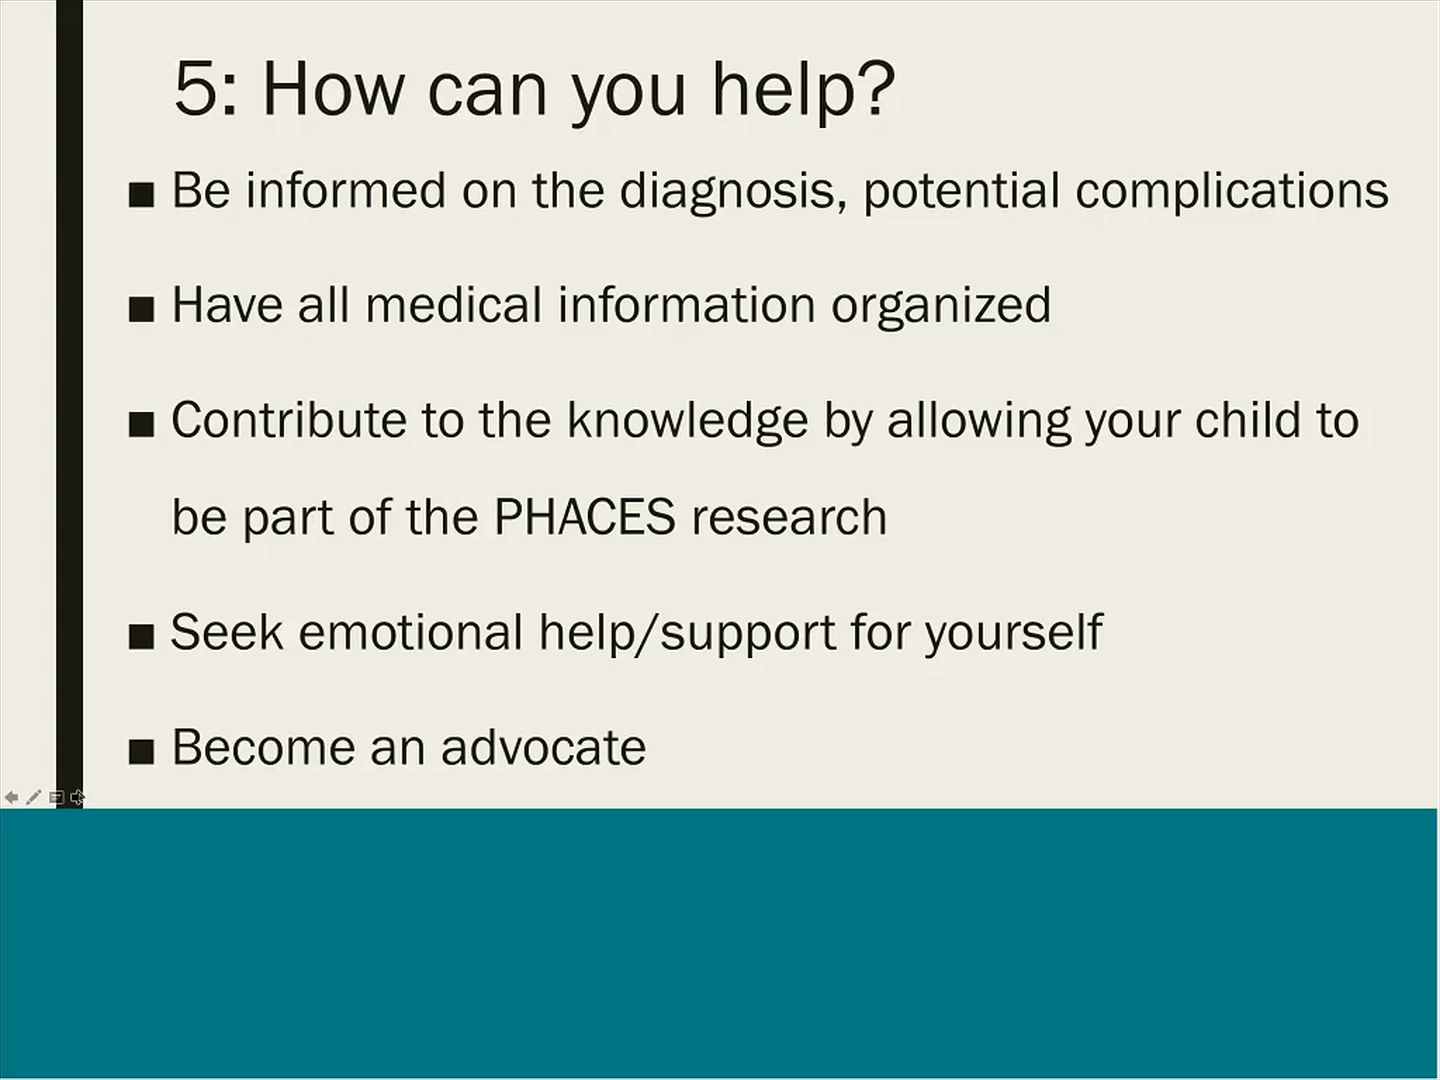 5: How can you help?
■ Be informed on the diagnosis, potential complications
■ Have all medical information organized
■ Contribute to the knowledge by allowing your child to
be part of the PHACES research
■ Seek emotional help/support for yourself
■ Become an advocate